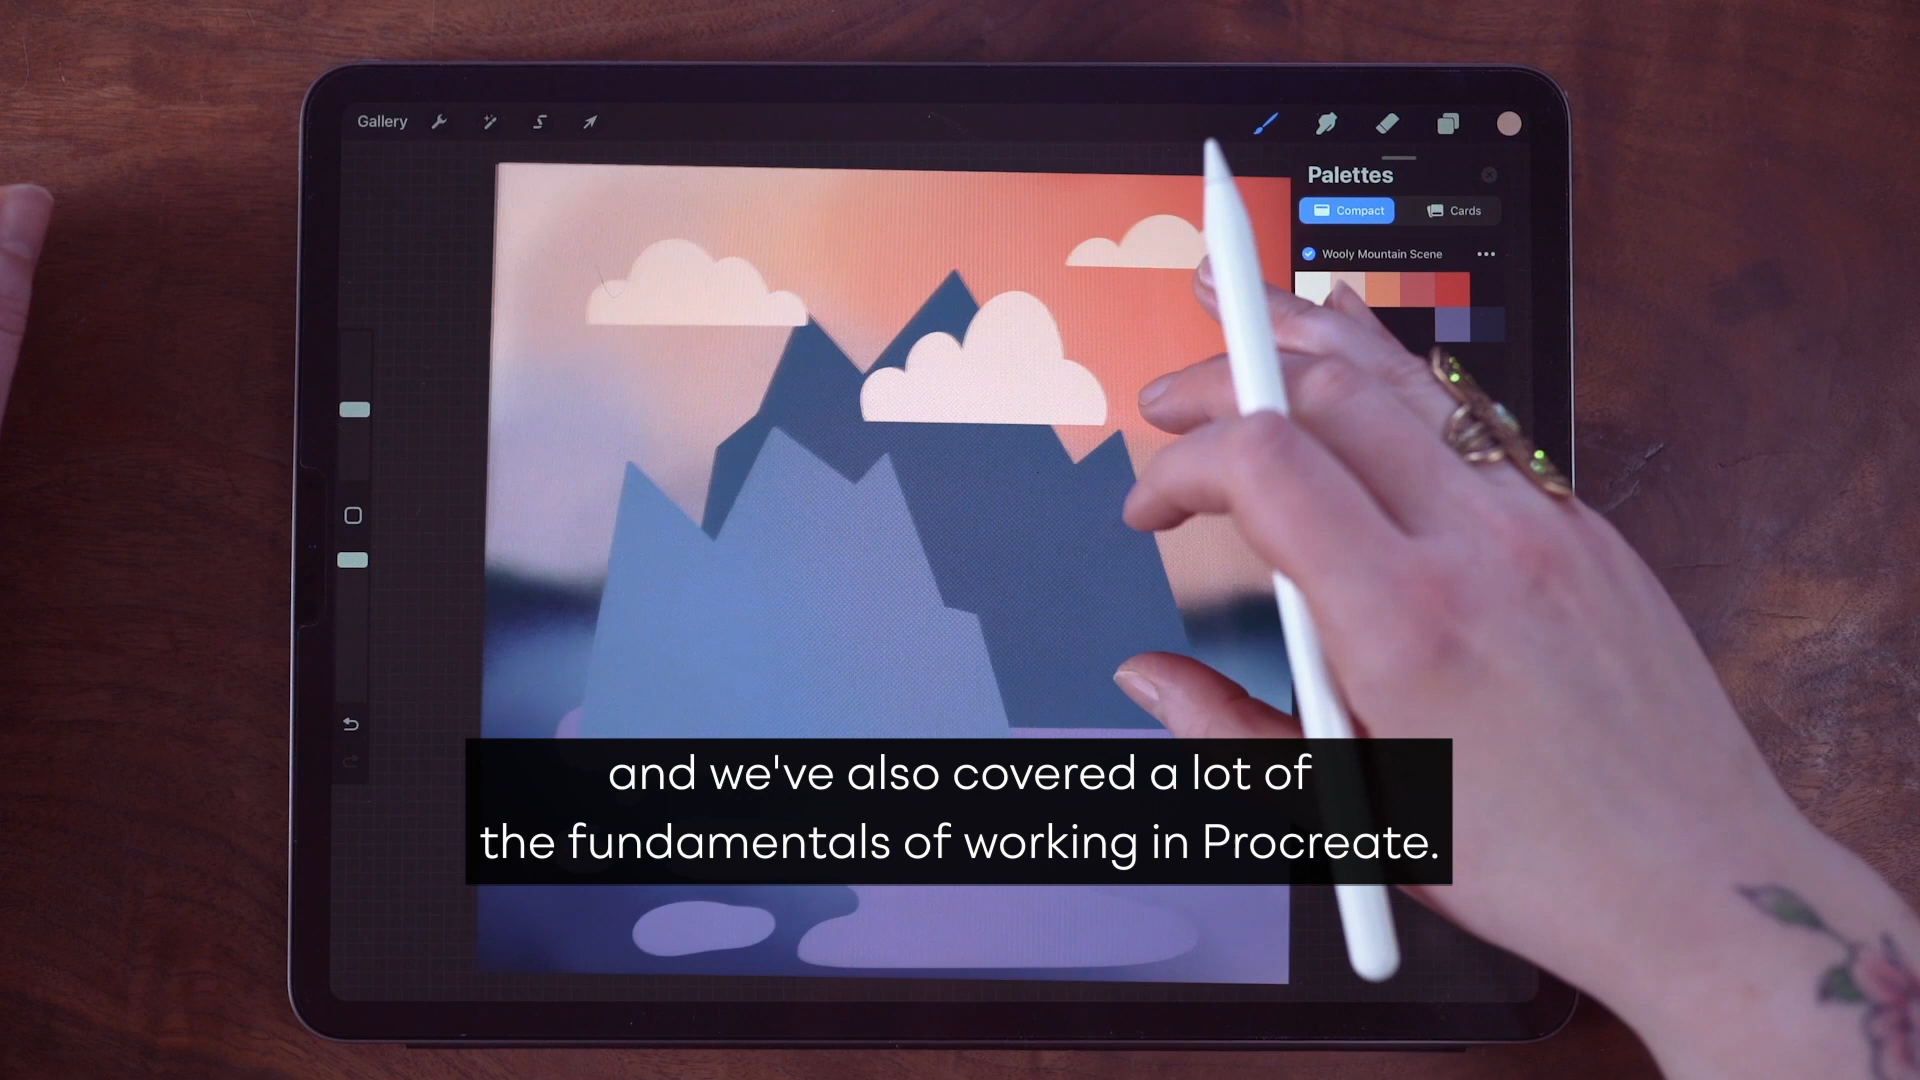 Gallery
Palettes
Compact
Cards
Wooly Mountain Scene
and we've also covered a lot of
the fundamentals of working in Procreate.